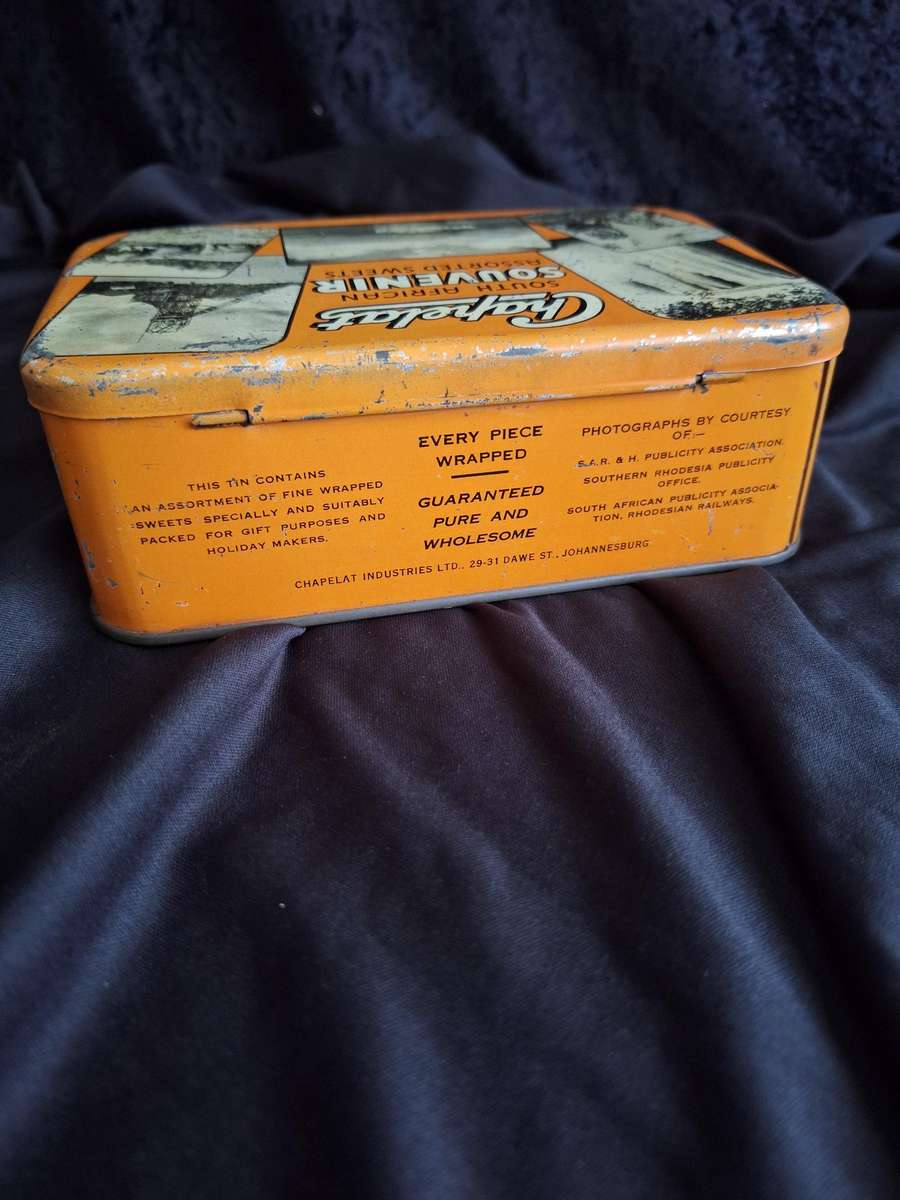 Chapelat
SOUTH AFRICAN
SOUVENIR
ASSORTED SWEETS
THIS TIN CONTAINS
AN ASSORTMENT OF FINE WRAPPED
SWEETS SPECIALLY AND SUITABLY
PACKED FOR GIFT PURPOSES AND
HOLIDAY MAKERS.
EVERY PIECE
WRAPPED
GUARANTEED
PURE AND
WHOLESOME
PHOTOGRAPHS BY COURTESY
OF:—
S.A.R. & H. PUBLICITY ASSOCIATION.
SOUTHERN RHODESIA PUBLICITY
OFFICE.
SOUTH AFRICAN PUBLICITY ASSOCIA-
TION, RHODESIAN RAILWAYS.
CHAPELAT INDUSTRIES LTD., 29-31 DAWE ST., JOHANNESBURG